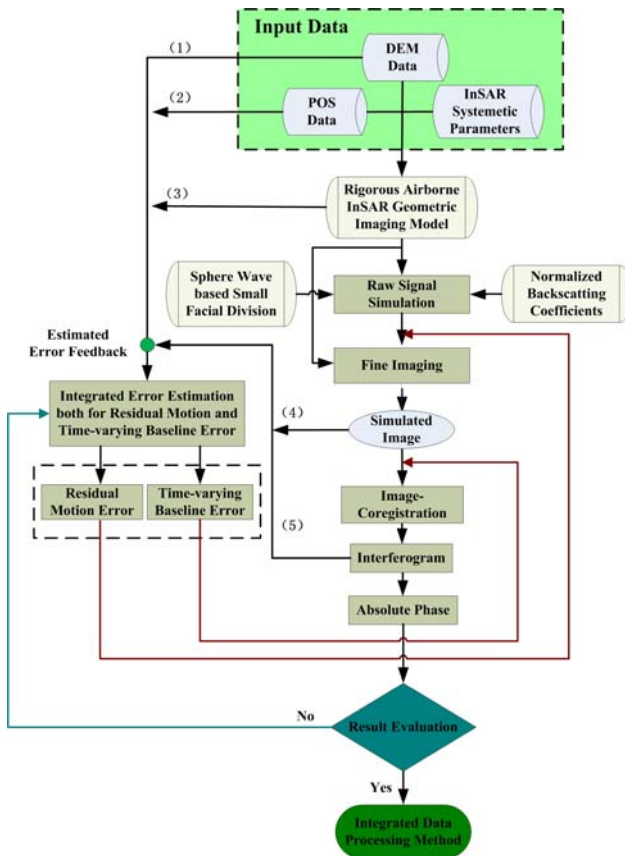 Input Data
(1)
DEM
Data
(2)
POS
Data
InSAR
Systemetic
Parameters
(3)
Rigorous Airborne
InSAR Geometric
Imaging Model
Sphere Wave
based Small
Facial Division
Raw Signal
Simulation
Normalized
Backscatting
Coefficients
Estimated
Error Feedback
Fine Imaging
Integrated Error Estimation
both for Residual Motion and
Time-varying Baseline Error
(4)
Simulated
Image
Residual
Motion Error
Time-varying
Baseline Error
Image-
Coregistration
(5)
Interferogram
Absolute Phase
No
Result Evaluation
Yes
Integrated Data
Processing Method